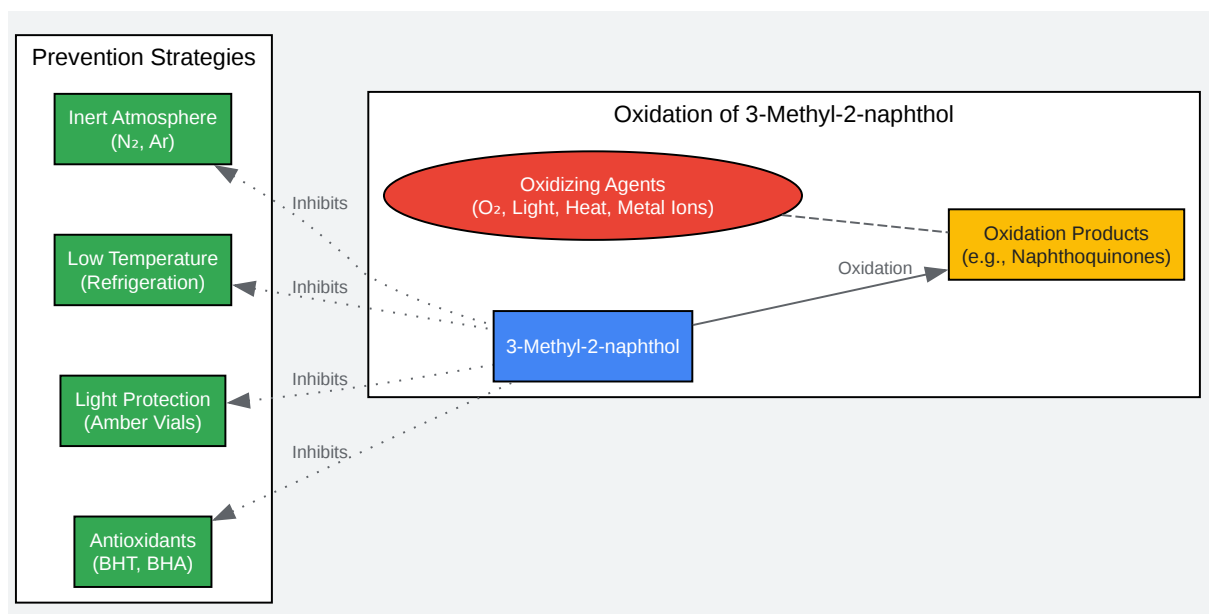 Prevention Strategies
Inert Atmosphere
(N₂, Ar)
Low Temperature
(Refrigeration)
Light Protection
(Amber Vials)
Antioxidants
(BHT, BHA)
Inhibits
Inhibits
Inhibits
Inhibits
Oxidation of 3-Methyl-2-naphthol
Oxidizing Agents
(O₂, Light, Heat, Metal Ions)
Oxidation Products
(e.g., Naphthoquinones)
Oxidation
3-Methyl-2-naphthol